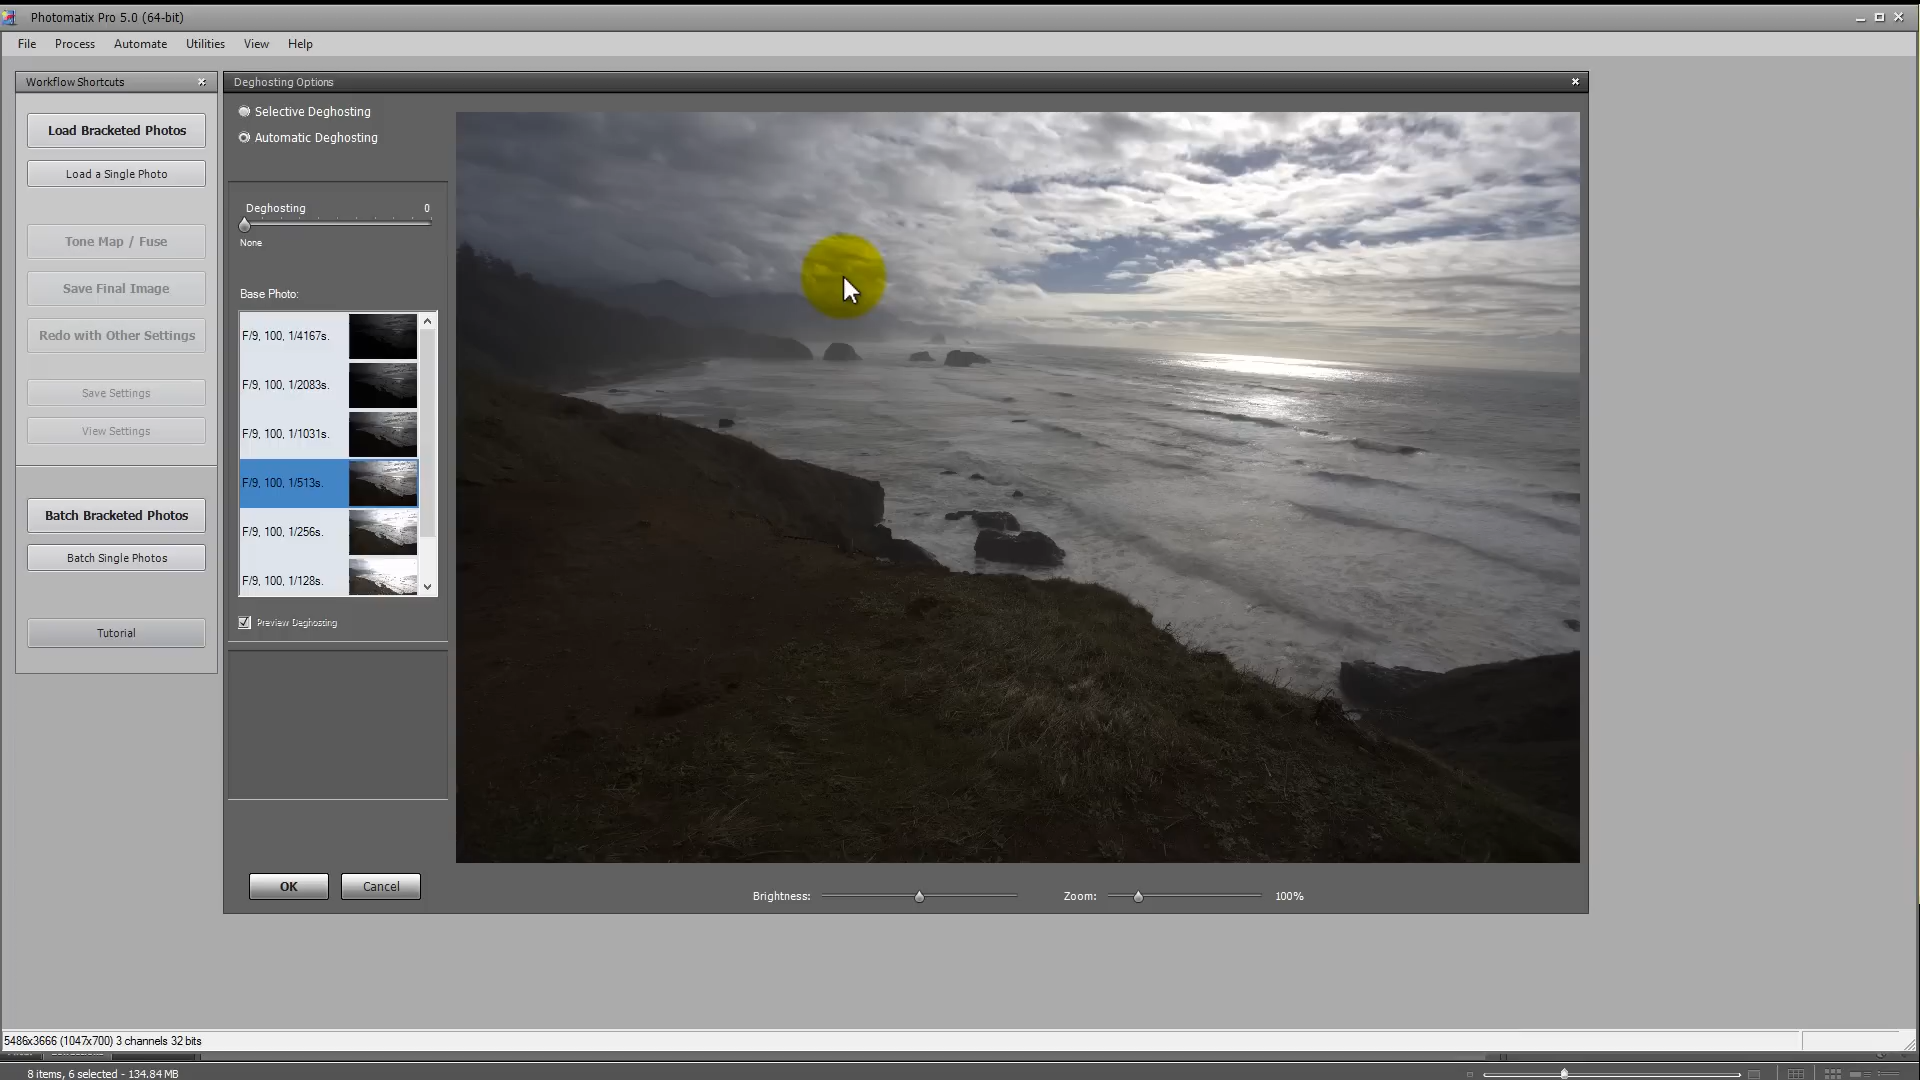 Photomatix Pro 5.0 (64-bit)
File Process Automate Utilities View Help
Workflow Shortcuts
Load Bracketed Photos
Load a Single Photo
Tone Map / Fuse
Save Final Image
Redo with Other Settings
Save Settings
View Settings
Batch Bracketed Photos
Batch Single Photos
Tutorial
Deghosting Options
Selective Deghosting
Automatic Deghosting
Deghosting 0
None
Base Photo:
F/9, 100, 1/4167s.
F/9, 100, 1/2083s.
F/9, 100, 1/1031s.
F/9, 100, 1/513s.
F/9, 100, 1/256s.
F/9, 100, 1/128s.
Preview Deghosting
OK Cancel
Brightness: Zoom: 100%
5486x3666 (1047x700) 3 channels 32 bits
8 items, 6 selected - 134.84 MB